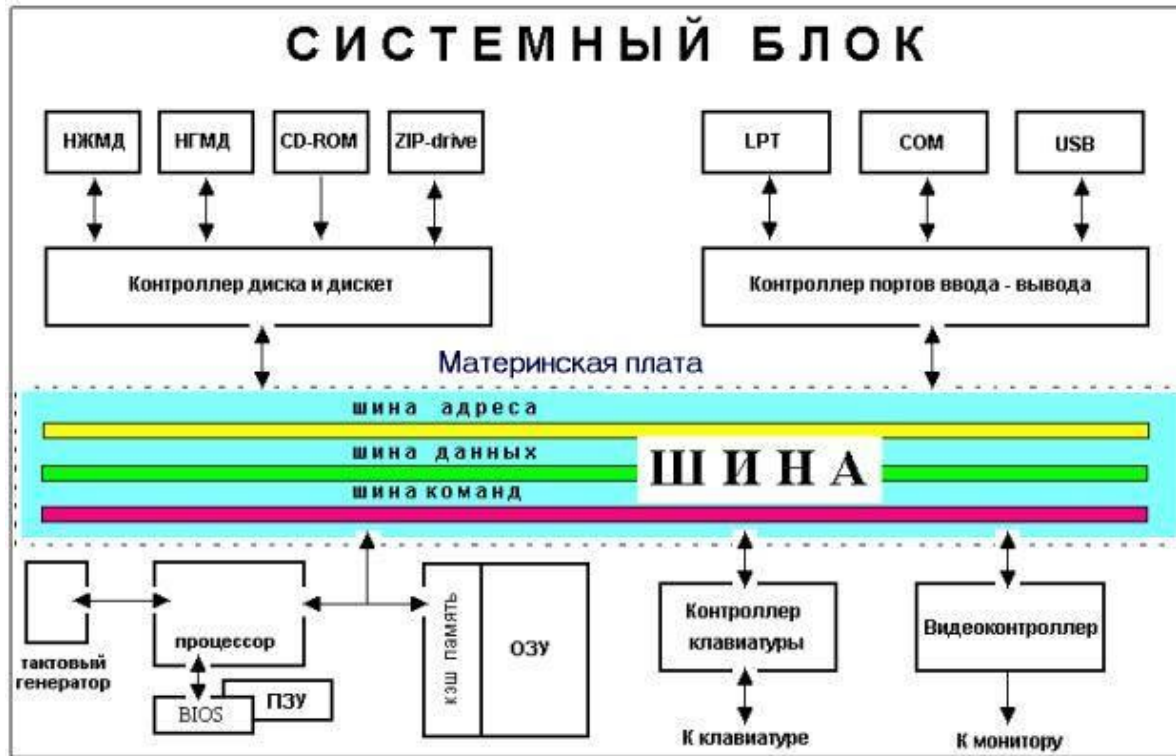 СИСТЕМНЫЙ БЛОК
НЖМД
НГМД
CD-ROM
ZIP-drive
LPT
COM
USB
Контроллер диска и дискет
Контроллер портов ввода - вывода
Материнская плата
шина адреса
шина данных
шина команд
ШИНА
тактовый
генератор
процессор
BIOS
ПЗУ
кэш память
ОЗУ
Контроллер
клавиатуры
Видеоконтроллер
К клавиатуре
К монитору